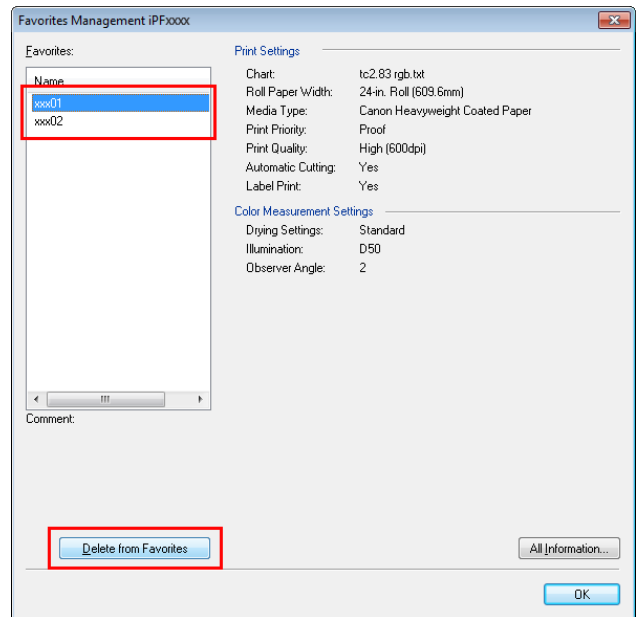 Favorites Management iPFxxxx
Favorites:
Name
xxx01
xxx02
Comment:
Delete from Favorites
Print Settings
Chart: tc2.83 rgb.txt
Roll Paper Width: 24-in. Roll (609.6mm)
Media Type: Canon Heavyweight Coated Paper
Print Priority: Proof
Print Quality: High (600dpi)
Automatic Cutting: Yes
Label Print: Yes
Color Measurement Settings
Drying Settings: Standard
Illumination: D50
Observer Angle: 2
All Information...
OK